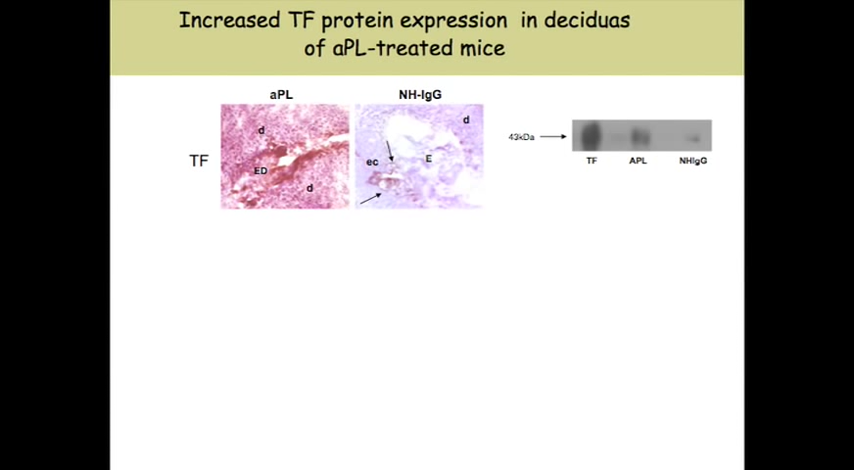 Increased TF protein expression in deciduas
of aPL-treated mice
aPL
NH-IgG
TF
d
ED
d
d
ec
E
43kDa
TF
APL
NHIgG